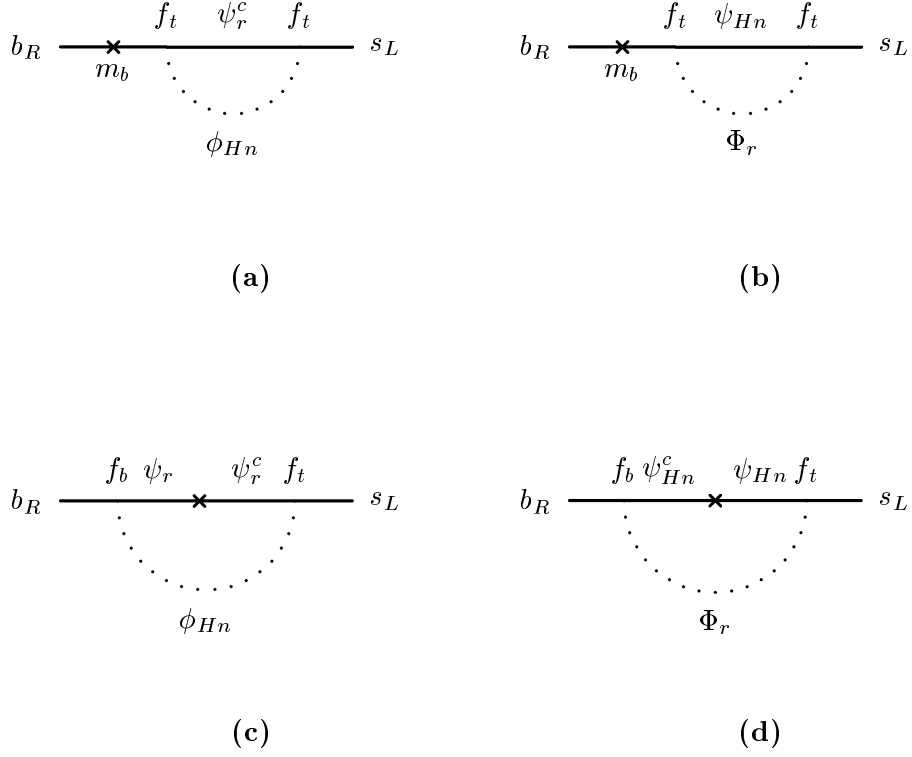 f_t ψ_r^c f_t
b_R s_L
m_b
ϕ_{Hn}
(a)
f_t ψ_{Hn} f_t
b_R s_L
m_b
Φ_r
(b)
f_b ψ_r ψ_r^c f_t
b_R s_L
ϕ_{Hn}
(c)
f_b ψ_{Hn}^c ψ_{Hn} f_t
b_R s_L
Φ_r
(d)